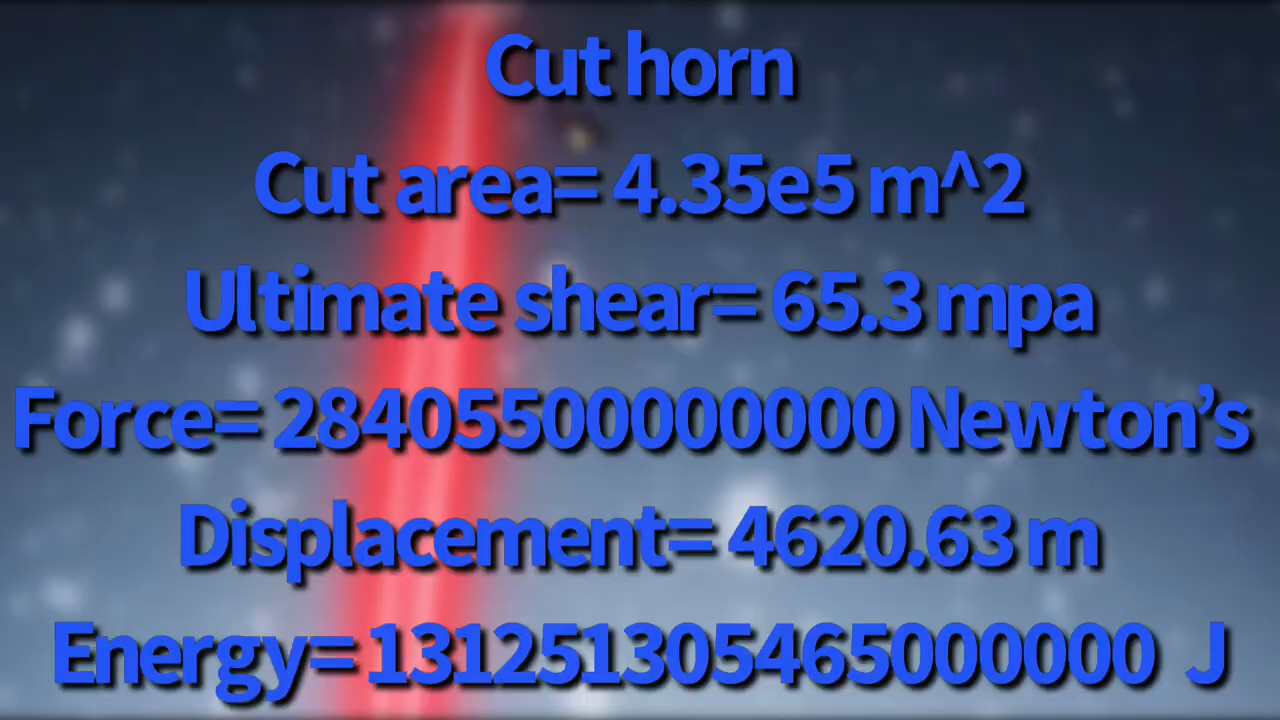 Cut horn
Cut area= 4.35e5 m^2
Ultimate shear= 65.3 mpa
Force= 28405500000000 Newton’s
Displacement= 4620.63 m
Energy= 131251305465000000 J